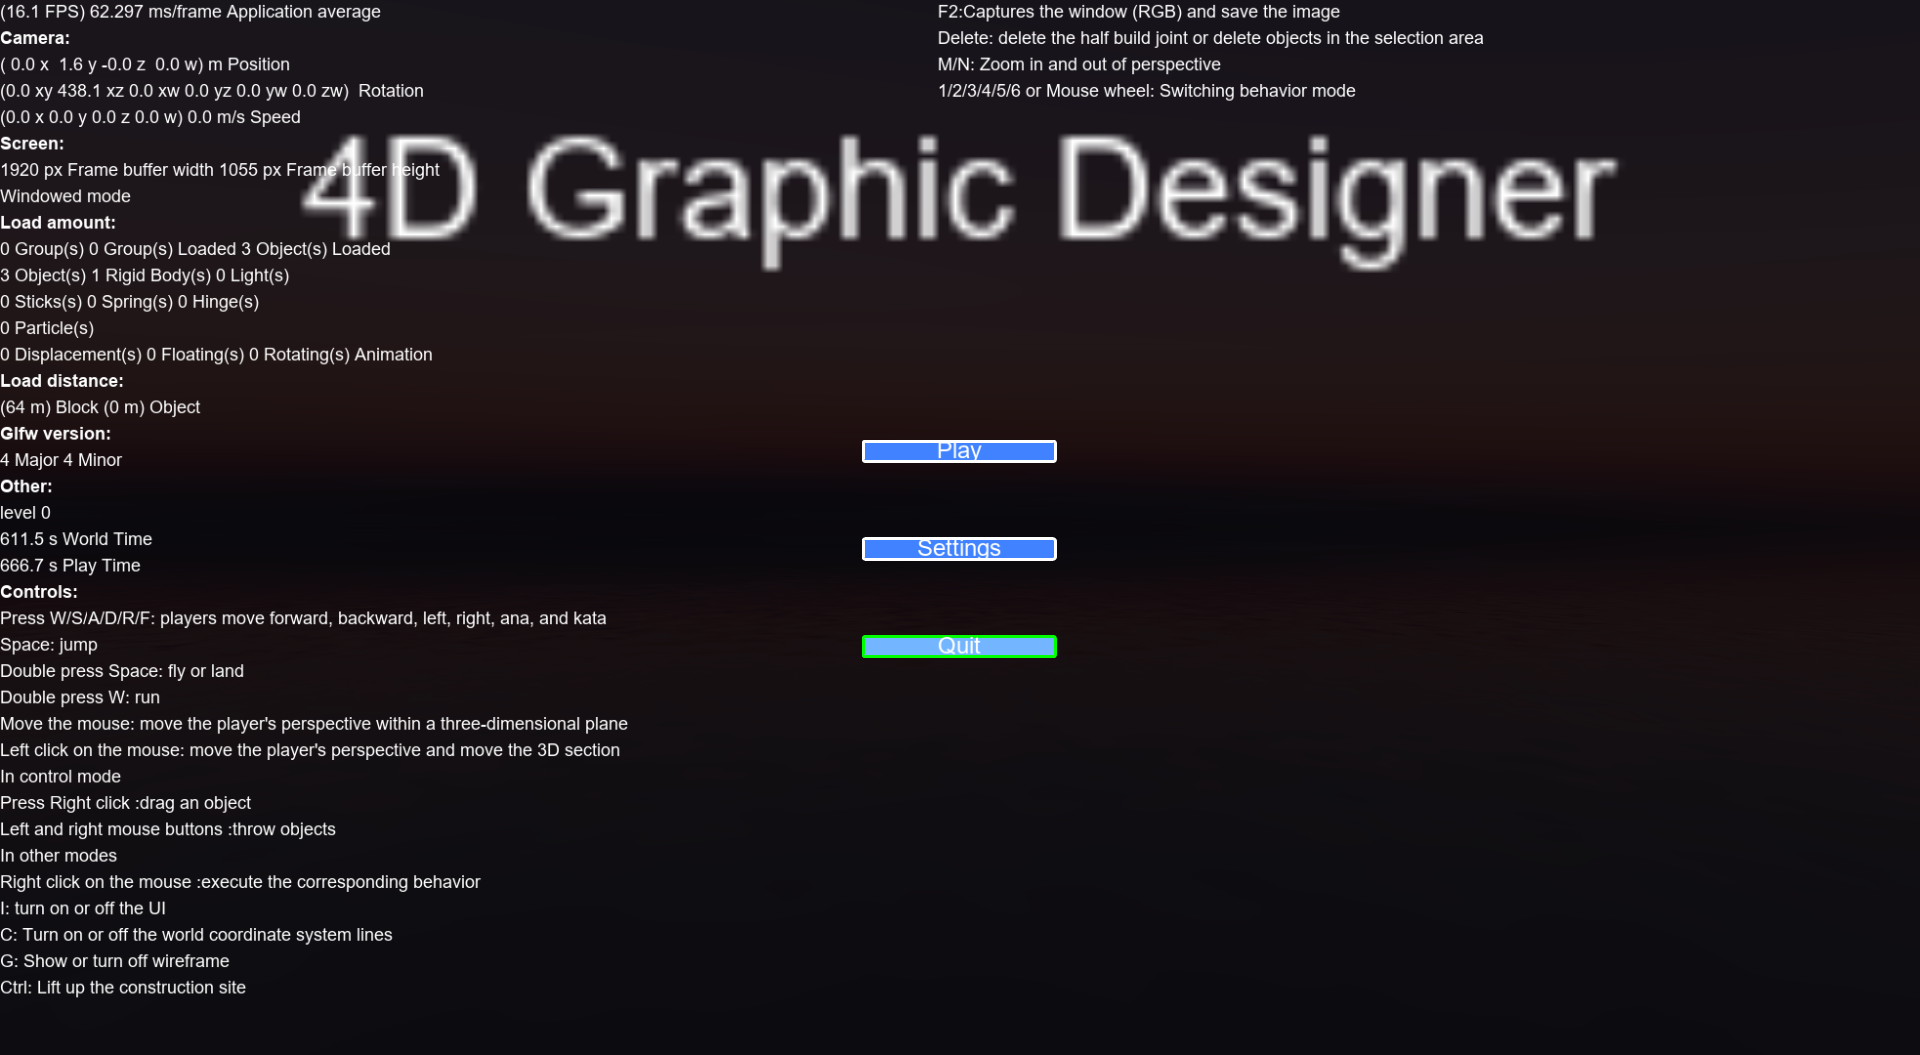 (16.1 FPS) 62.297 ms/frame Application average
Camera:
( 0.0 x  1.6 y -0.0 z  0.0 w) m Position
(0.0 xy 438.1 xz 0.0 xw 0.0 yz 0.0 yw 0.0 zw)  Rotation
(0.0 x 0.0 y 0.0 z 0.0 w) 0.0 m/s Speed
Screen:
1920 px Frame buffer width 1055 px Frame buffer height
Windowed mode
Load amount:
0 Group(s) 0 Group(s) Loaded 3 Object(s) Loaded
3 Object(s) 1 Rigid Body(s) 0 Light(s)
0 Sticks(s) 0 Spring(s) 0 Hinge(s)
0 Particle(s)
0 Displacement(s) 0 Floating(s) 0 Rotating(s) Animation
Load distance:
(64 m) Block (0 m) Object
Glfw version:
4 Major 4 Minor
Other:
level 0
611.5 s World Time
666.7 s Play Time
Controls:
Press W/S/A/D/R/F: players move forward, backward, left, right, ana, and kata
Space: jump
Double press Space: fly or land
Double press W: run
Move the mouse: move the player's perspective within a three-dimensional plane
Left click on the mouse: move the player's perspective and move the 3D section
In control mode
Press Right click :drag an object
Left and right mouse buttons :throw objects
In other modes
Right click on the mouse :execute the corresponding behavior
I: turn on or off the UI
C: Turn on or off the world coordinate system lines
G: Show or turn off wireframe
Ctrl: Lift up the construction site
F2:Captures the window (RGB) and save the image
Delete: delete the half build joint or delete objects in the selection area
M/N: Zoom in and out of perspective
1/2/3/4/5/6 or Mouse wheel: Switching behavior mode
4D Graphic Designer
Play
Settings
Quit